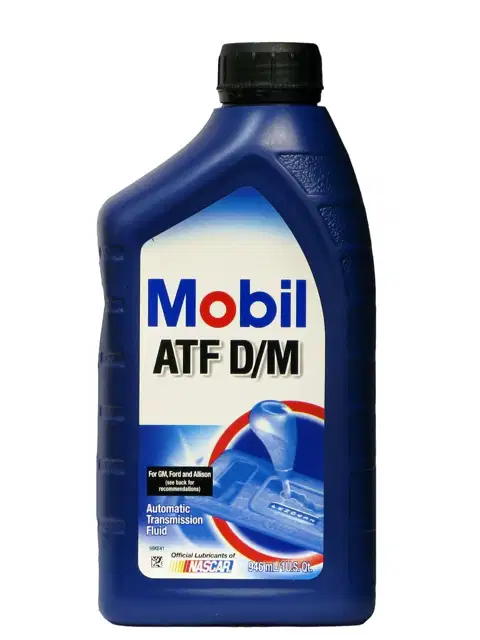 Mobil
ATF D/M
For GM, Ford and Allison
(see back for
recommendations)
Automatic
Transmission
Fluid
Official Lubricants of
NASCAR
946 mL/1U.S. Qt.